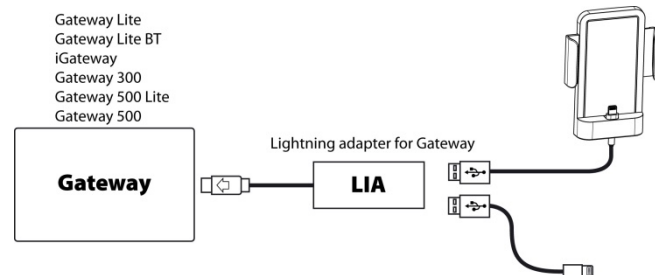 Gateway Lite
Gateway Lite BT
iGateway
Gateway 300
Gateway 500 Lite
Gateway 500
Lightning adapter for Gateway
Gateway
LIA